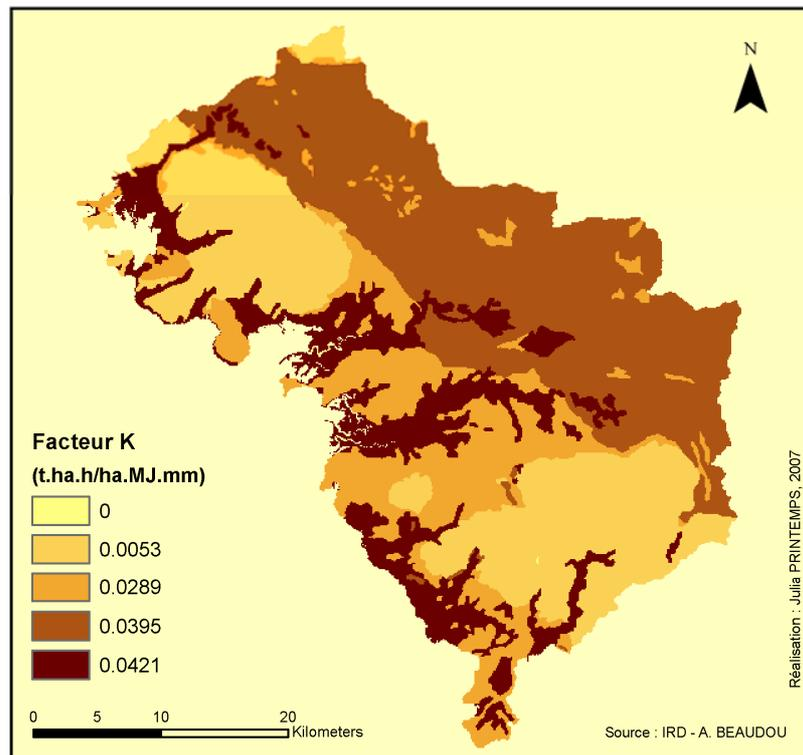 N
Facteur K
(t.ha.h/ha.MJ.mm)
0
0.0053
0.0289
0.0395
0.0421
0 5 10 20
Kilometers
Source : IRD - A. BEAUDOU
Réalisation : Julia PRINTEMPS, 2007